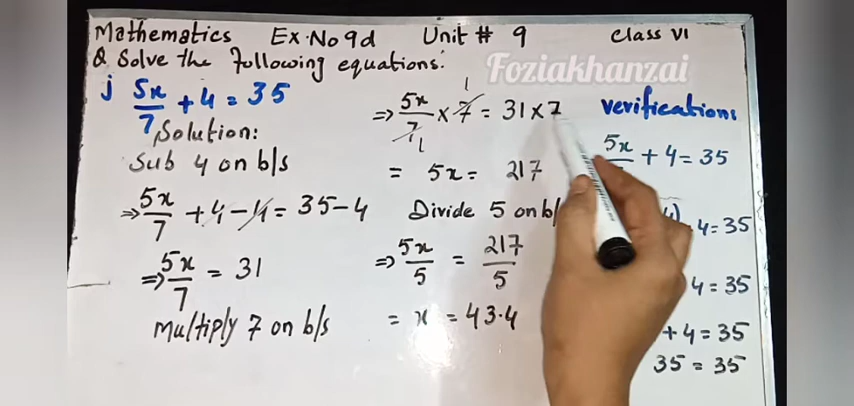 Mathematics Ex. No 9d Unit # 9 Class VI
Q Solve the following equations:
Foziakhanzai
j 5x/7 + 4 = 35
Solution:
Sub 4 on b/s
⇒ 5x/7 + 4 - 4 = 35 - 4
⇒ 5x/7 = 31
Multiply 7 on b/s
⇒ 5x/7 × 7 = 31 × 7
= 5x = 217
Divide 5 on b/
⇒ 5x/5 = 217/5
= x = 43.4
verifications
5x + 4 = 35
4 = 35
4 = 35
+ 4 = 35
35 = 35